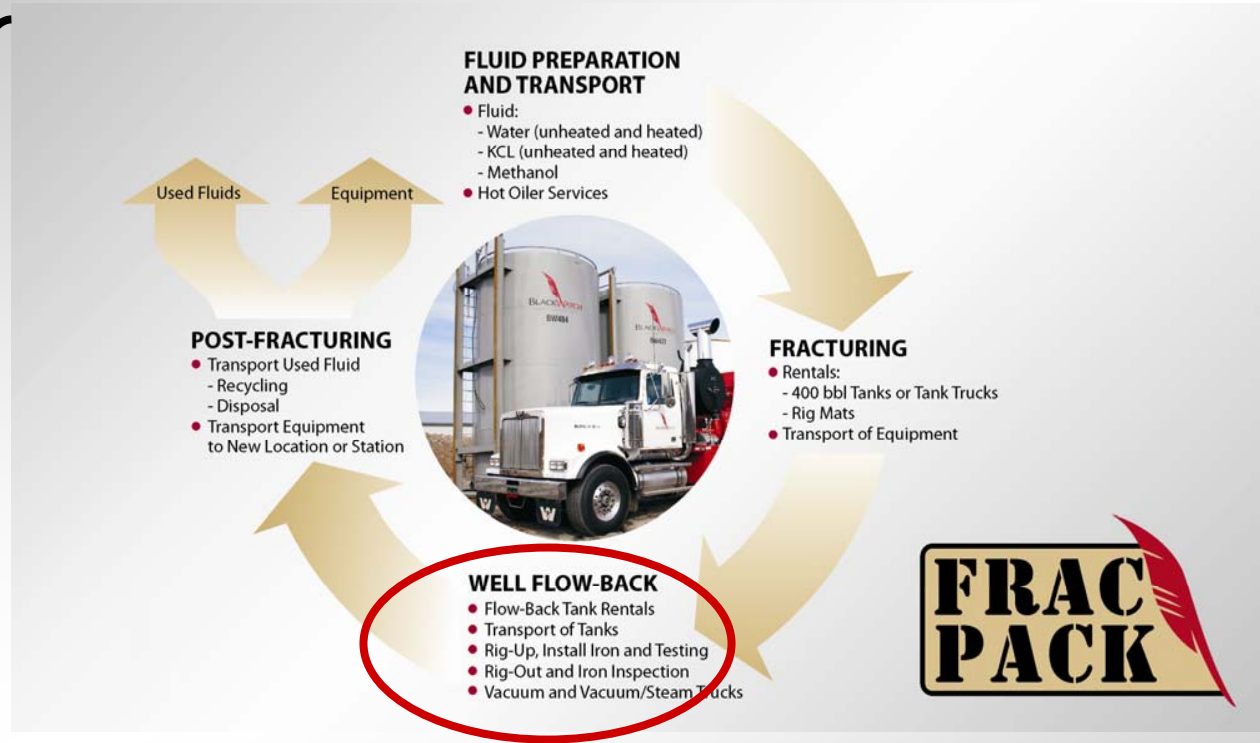 FLUID PREPARATION
AND TRANSPORT
● Fluid:
- Water (unheated and heated)
- KCL (unheated and heated)
- Methanol
● Hot Oiler Services
Used Fluids
Equipment
BW484
POST-FRACTURING
● Transport Used Fluid
- Recycling
- Disposal
● Transport Equipment
to New Location or Station
FRACTURING
● Rentals:
- 400 bbl Tanks or Tank Trucks
- Rig Mats
● Transport of Equipment
WELL FLOW-BACK
● Flow-Back Tank Rentals
● Transport of Tanks
● Rig-Up, Install Iron and Testing
● Rig-Out and Iron Inspection
● Vacuum and Vacuum/Steam Trucks
FRAC
PACK